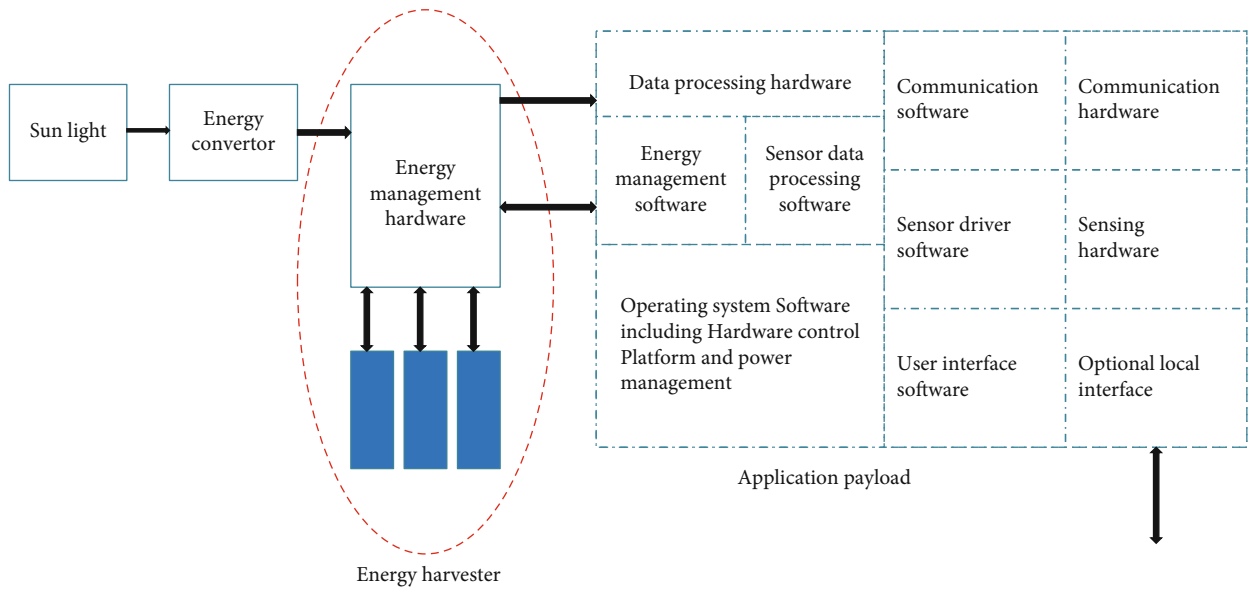 Sun light
Energy
convertor
Energy
management
hardware
Data processing hardware
Energy
management
software
Sensor data
processing
software
Operating system Software
including Hardware control
Platform and power
management
Communication
software
Communication
hardware
Sensor driver
software
Sensing
hardware
User interface
software
Optional local
interface
Application payload
Energy harvester